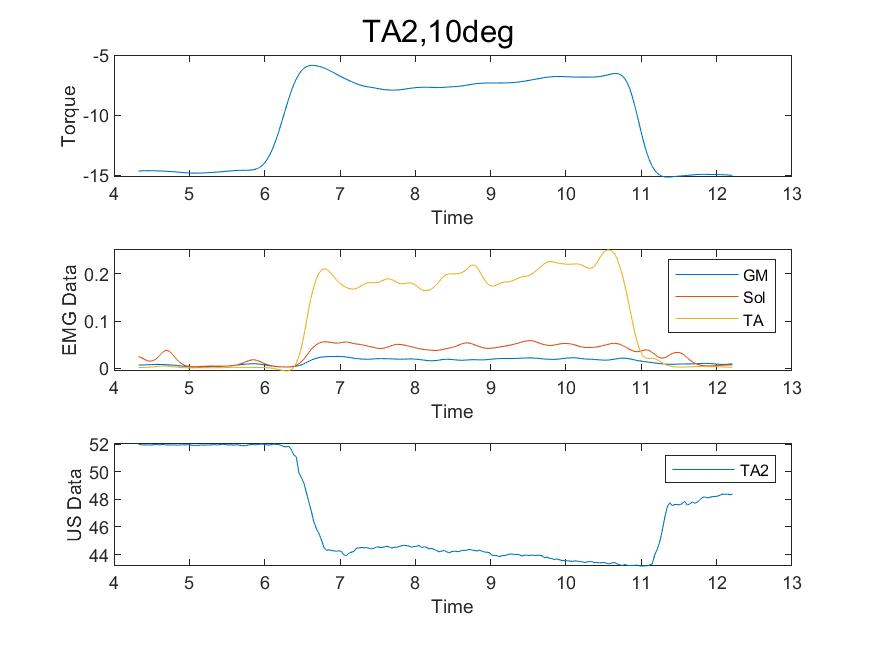 TA2,10deg
-5
-10
-15
Torque
4 5 6 7 8 9 10 11 12 13
Time
0.2
0.1
0
EMG Data
GM
Sol
TA
4 5 6 7 8 9 10 11 12 13
Time
52
50
48
46
44
US Data
TA2
4 5 6 7 8 9 10 11 12 13
Time